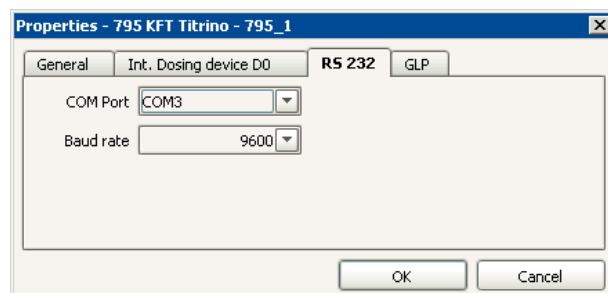 Properties - 795 KFT Titrino - 795_1
General Int. Dosing device D0 RS 232 GLP
COM Port COM3
Baud rate 9600
OK Cancel